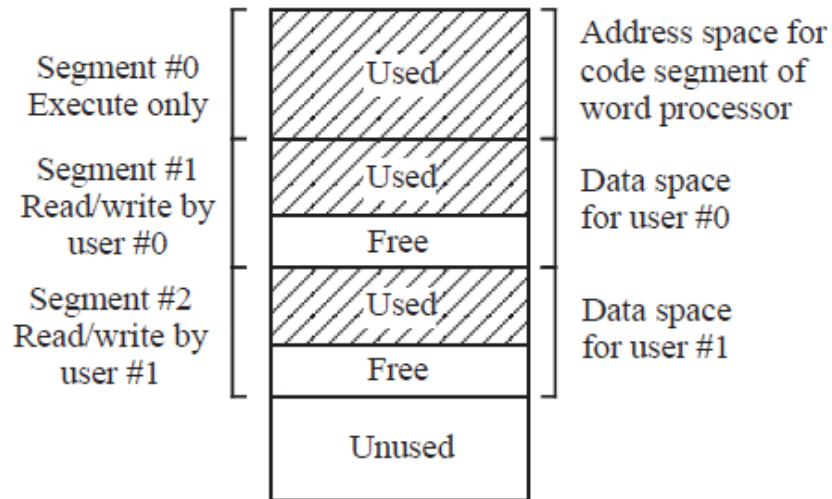 Segment #0
Execute only
Used
Address space for
code segment of
word processor
Segment #1
Read/write by
user #0
Used
Free
Data space
for user #0
Segment #2
Read/write by
user #1
Used
Free
Data space
for user #1
Unused